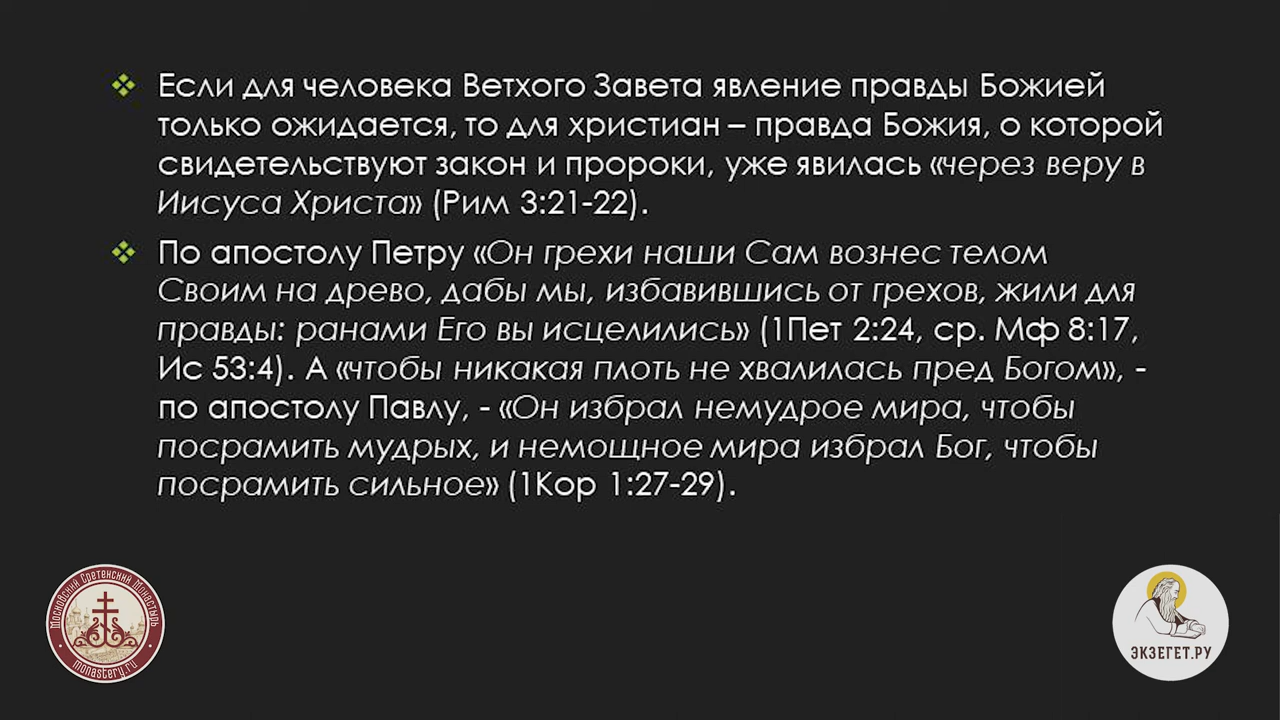 Если для человека Ветхого Завета явление правды Божией
только ожидается, то для христиан – правда Божия, о которой
свидетельствуют закон и пророки, уже явилась «через веру в
Иисуса Христа» (Рим 3:21-22).
По апостолу Петру «Он грехи наши Сам вознес телом
Своим на древо, дабы мы, избавившись от грехов, жили для
правды: ранами Его вы исцелились» (1Пет 2:24, ср. Мф 8:17,
Ис 53:4). А «чтобы никакая плоть не хвалилась пред Богом», -
по апостолу Павлу, - «Он избрал немудрое мира, чтобы
посрамить мудрых, и немощное мира избрал Бог, чтобы
посрамить сильное» (1Кор 1:27-29).
Московский Сретенский Монастырь
monastery.ru
ЭКЗЕГЕТ.РУ